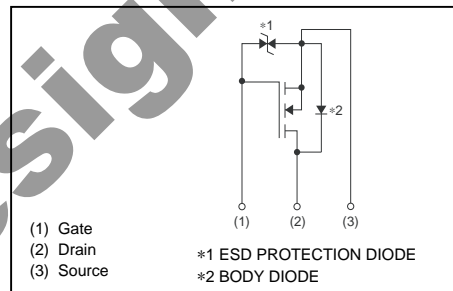 *1
*2
(1) (2) (3)
(1) Gate
(2) Drain
(3) Source
*1 ESD PROTECTION DIODE
*2 BODY DIODE